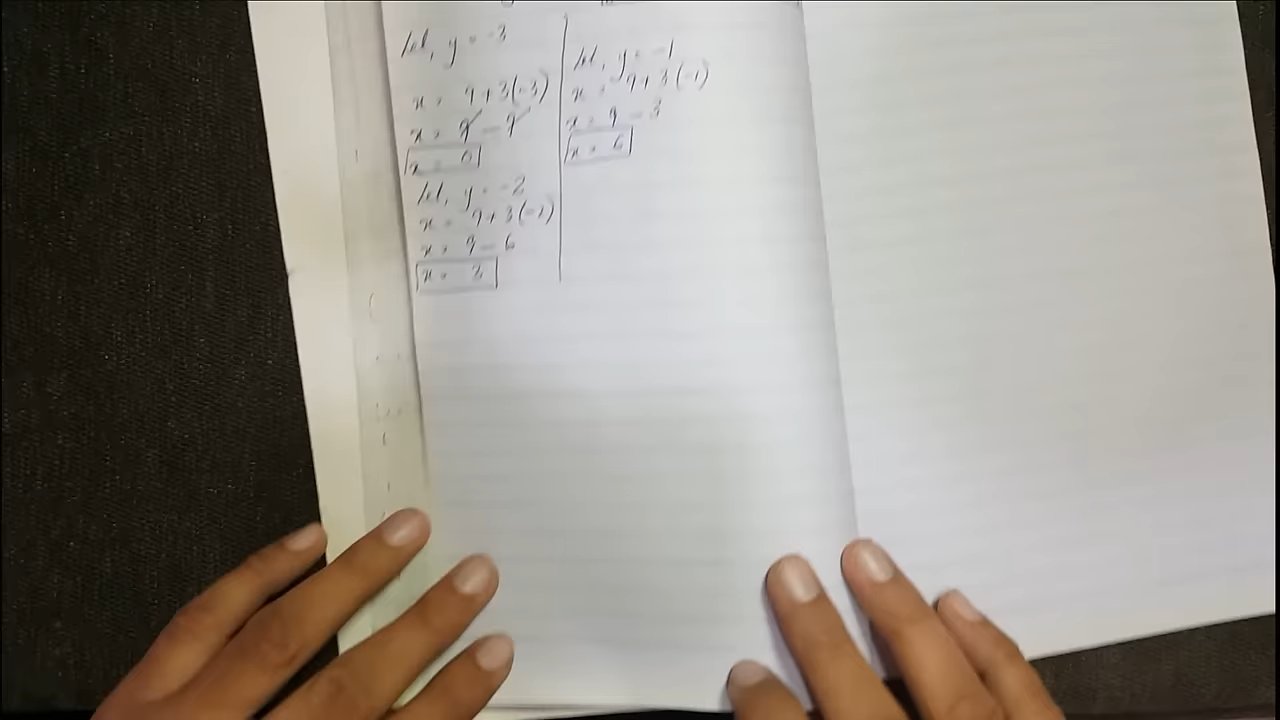 let, y = -3
x = 9+3(-3)
x = 9 - 9
x = 0
let, y = -2
x = 9+3(-2)
x = 9 - 6
x = 3
let, y = -1
x = 9+3(-1)
x = 9 - 3
x = 6